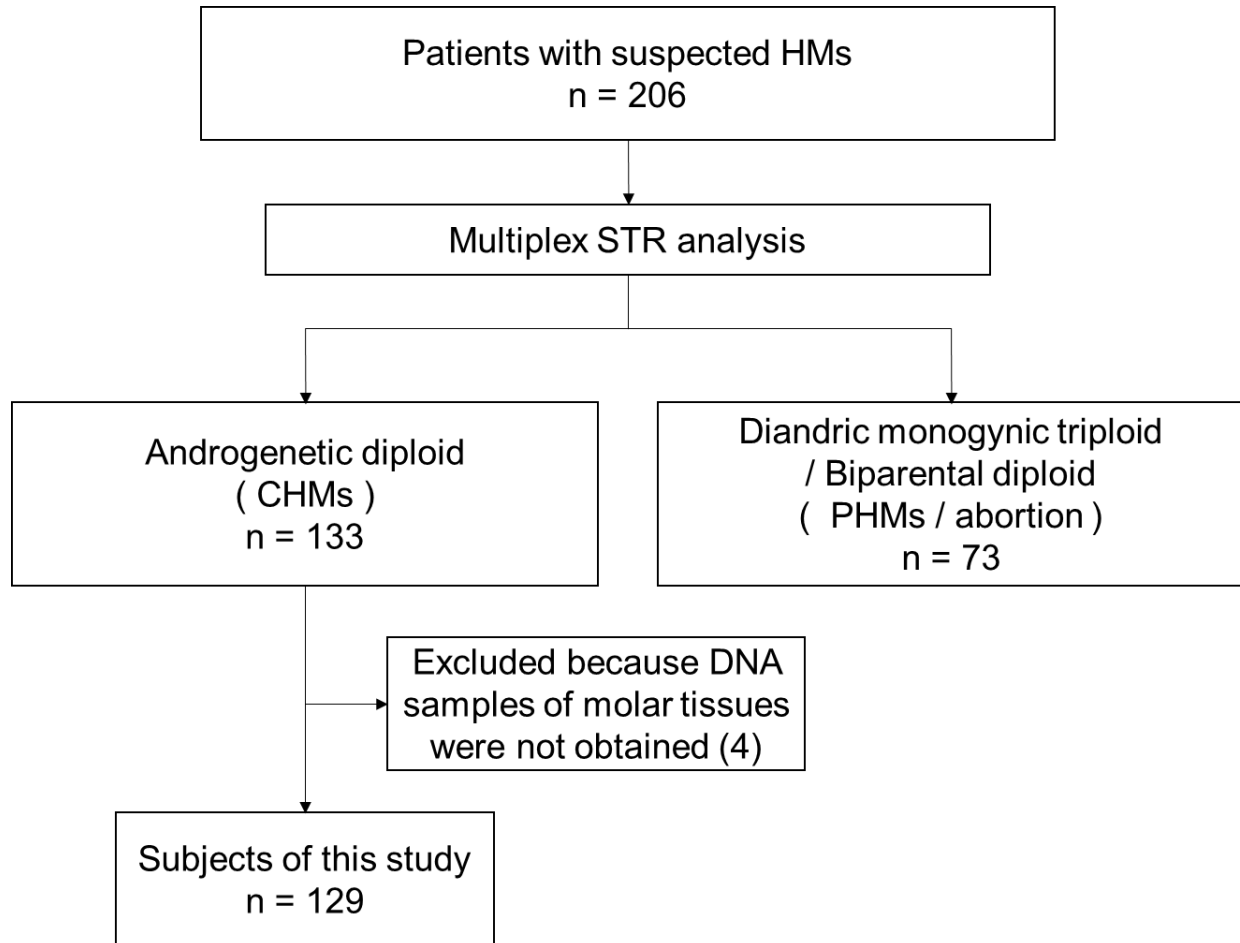 Patients with suspected HMs
n = 206
Multiplex STR analysis
Androgenetic diploid
( CHMs )
n = 133
Diandric monogynic triploid
/ Biparental diploid
( PHMs / abortion )
n = 73
Excluded because DNA
samples of molar tissues
were not obtained (4)
Subjects of this study
n = 129